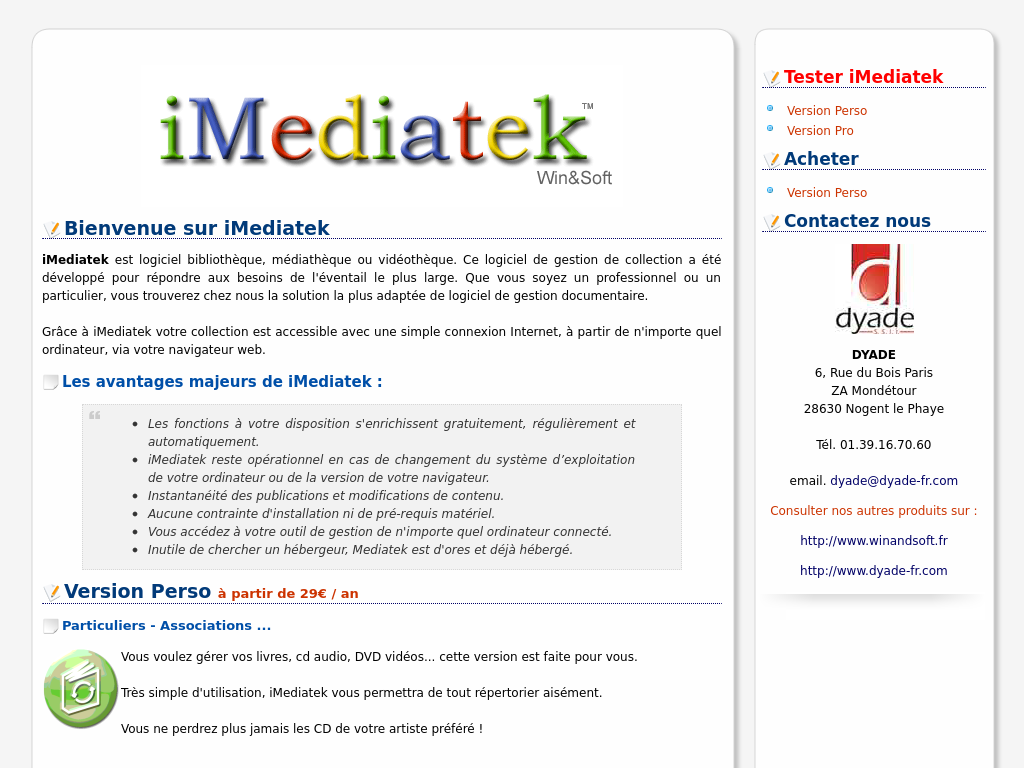 iMediatek™
Win&Soft
Bienvenue sur iMediatek
iMediatek est logiciel bibliothèque, médiathèque ou vidéothèque. Ce logiciel de gestion de collection a été
développé pour répondre aux besoins de l'éventail le plus large. Que vous soyez un professionnel ou un
particulier, vous trouverez chez nous la solution la plus adaptée de logiciel de gestion documentaire.
Grâce à iMediatek votre collection est accessible avec une simple connexion Internet, à partir de n'importe quel
ordinateur, via votre navigateur web.
Les avantages majeurs de iMediatek :
Les fonctions à votre disposition s'enrichissent gratuitement, régulièrement et
automatiquement.
iMediatek reste opérationnel en cas de changement du système d’exploitation
de votre ordinateur ou de la version de votre navigateur.
Instantanéité des publications et modifications de contenu.
Aucune contrainte d'installation ni de pré-requis matériel.
Vous accédez à votre outil de gestion de n'importe quel ordinateur connecté.
Inutile de chercher un hébergeur, Mediatek est d'ores et déjà hébergé.
Version Perso à partir de 29€ / an
Particuliers - Associations ...
Vous voulez gérer vos livres, cd audio, DVD vidéos... cette version est faite pour vous.
Très simple d'utilisation, iMediatek vous permettra de tout répertorier aisément.
Vous ne perdrez plus jamais les CD de votre artiste préféré !
Tester iMediatek
Version Perso
Version Pro
Acheter
Version Perso
Contactez nous
d
dyade
S.S.I.I.
DYADE
6, Rue du Bois Paris
ZA Mondétour
28630 Nogent le Phaye
Tél. 01.39.16.70.60
email. dyade@dyade-fr.com
Consulter nos autres produits sur :
http://www.winandsoft.fr
http://www.dyade-fr.com